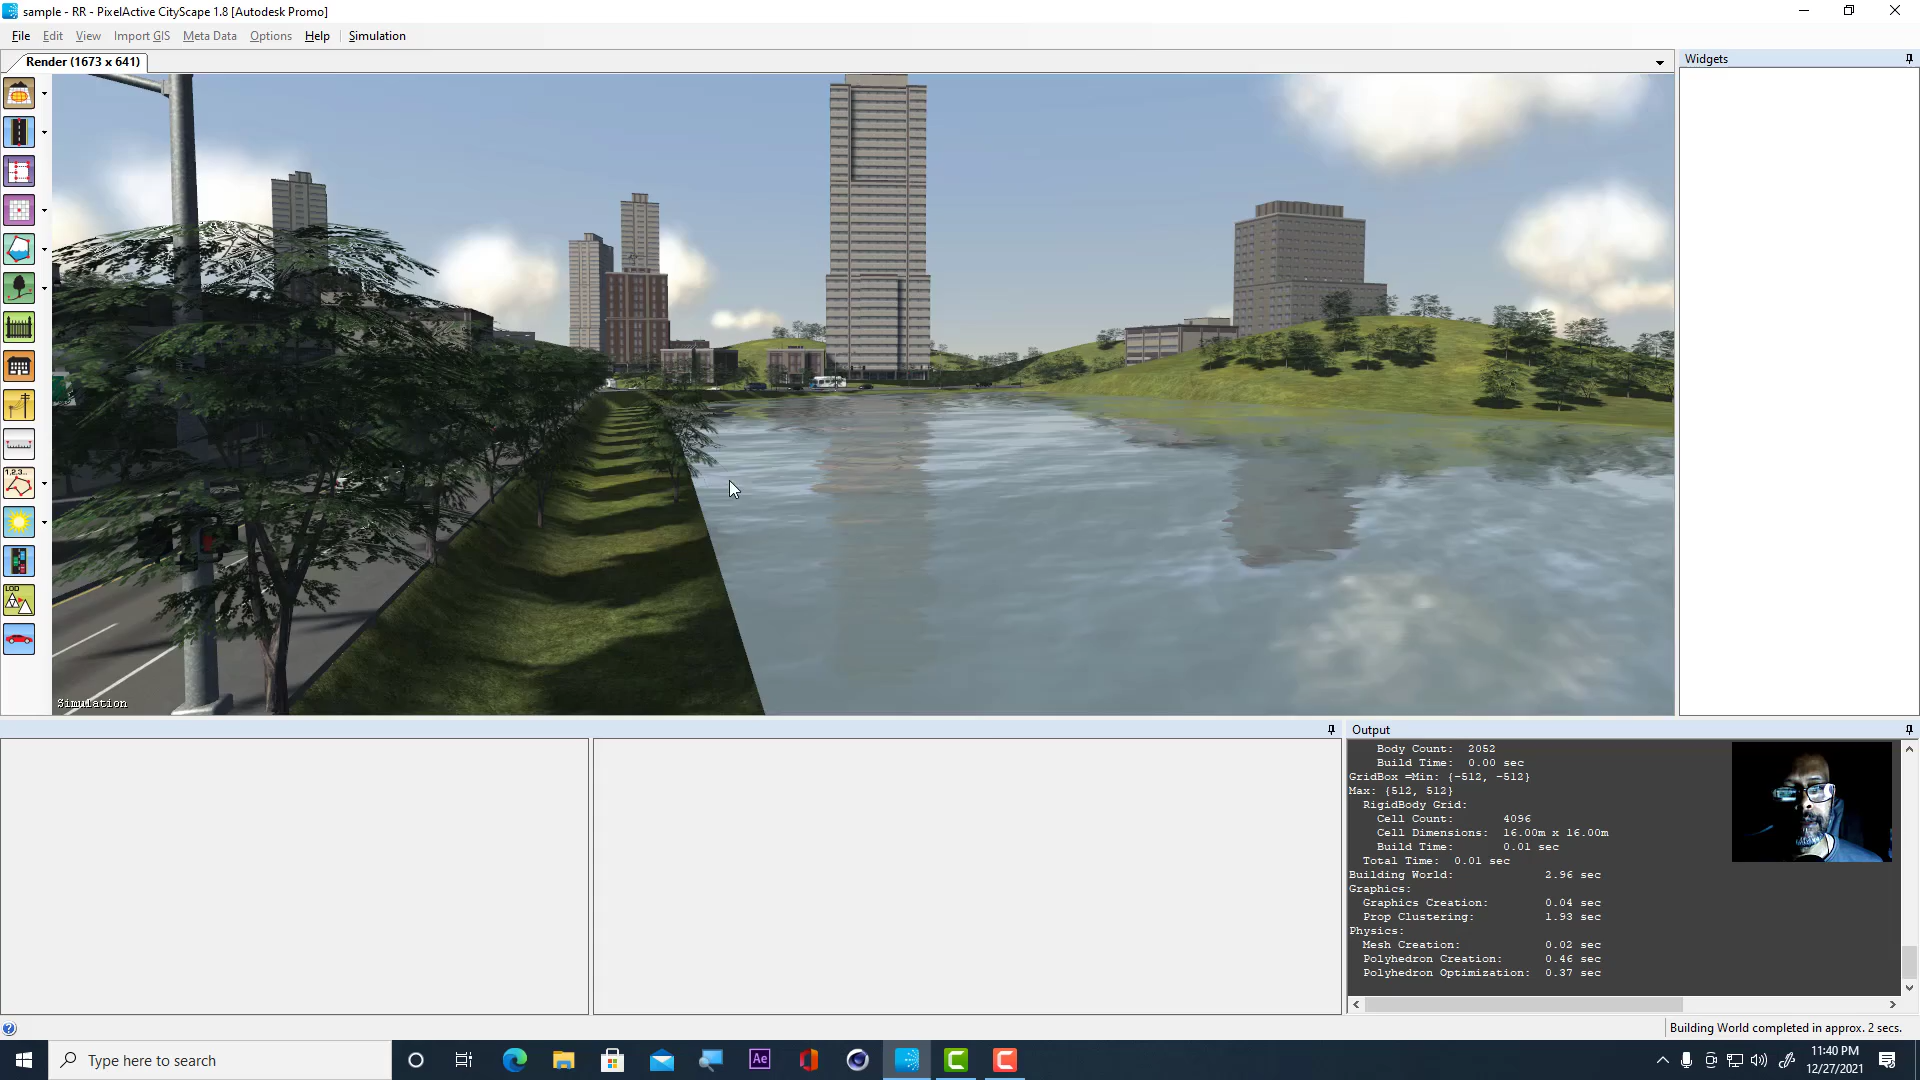 sample - RR - PixelActive CityScape 1.8 [Autodesk Promo]
File Edit View Import GIS Meta Data Options Help Simulation
Render (1673 x 641)
Widgets
1,2,3...
LOD
Simulation
Output
Body Count: 2052
Build Time: 0.00 sec
GridBox =Min: {-512, -512}
Max: {512, 512}
RigidBody Grid:
Cell Count: 4096
Cell Dimensions: 16.00m x 16.00m
Build Time: 0.01 sec
Total Time: 0.01 sec
Building World: 2.96 sec
Graphics:
Graphics Creation: 0.04 sec
Prop Clustering: 1.93 sec
Physics:
Mesh Creation: 0.02 sec
Polyhedron Creation: 0.46 sec
Polyhedron Optimization: 0.37 sec
Building World completed in approx. 2 secs.
Type here to search
Ae
11:40 PM
12/27/2021